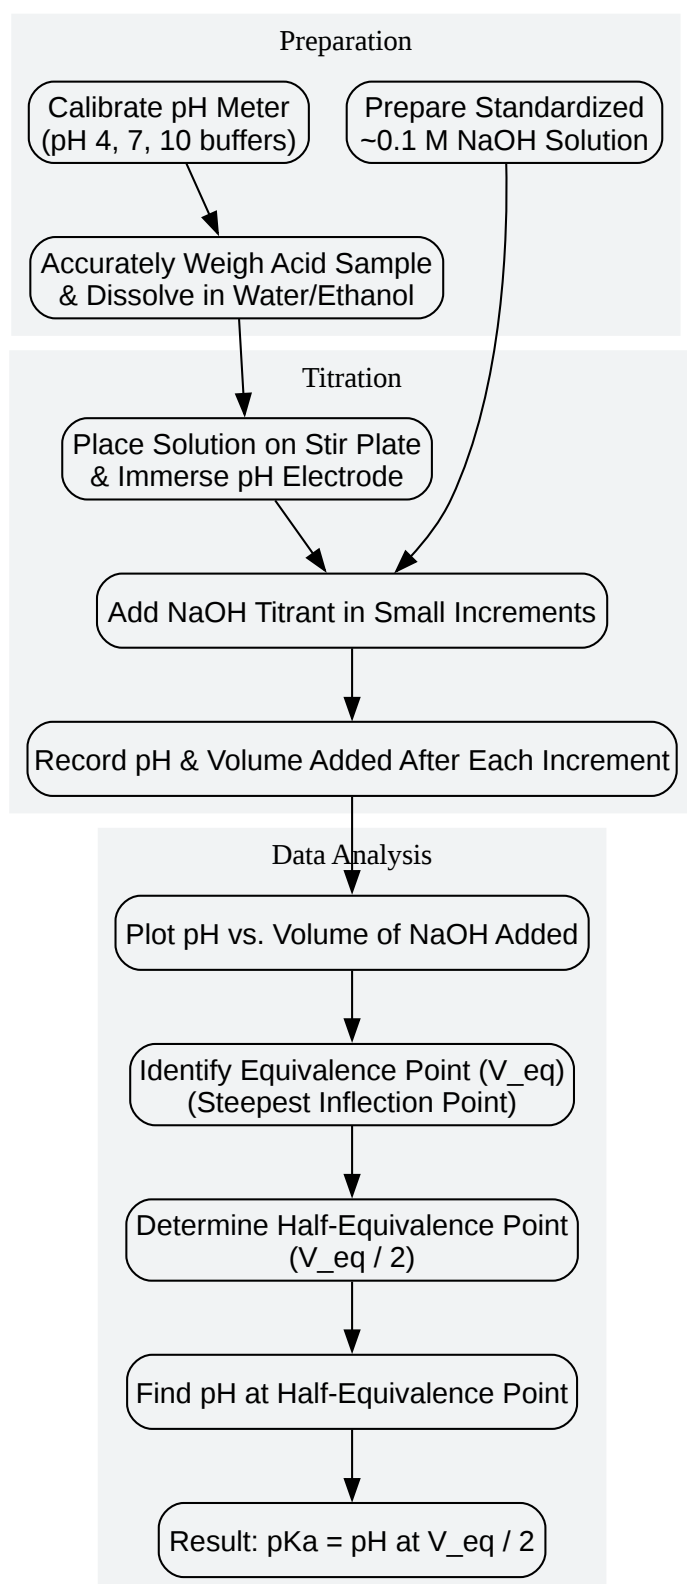 Preparation
Calibrate pH Meter
(pH 4, 7, 10 buffers)
Prepare Standardized
~0.1 M NaOH Solution
Accurately Weigh Acid Sample
& Dissolve in Water/Ethanol
Titration
Place Solution on Stir Plate
& Immerse pH Electrode
Add NaOH Titrant in Small Increments
Record pH & Volume Added After Each Increment
Data Analysis
Plot pH vs. Volume of NaOH Added
Identify Equivalence Point (V_eq)
(Steepest Inflection Point)
Determine Half-Equivalence Point
(V_eq / 2)
Find pH at Half-Equivalence Point
Result: pKa = pH at V_eq / 2